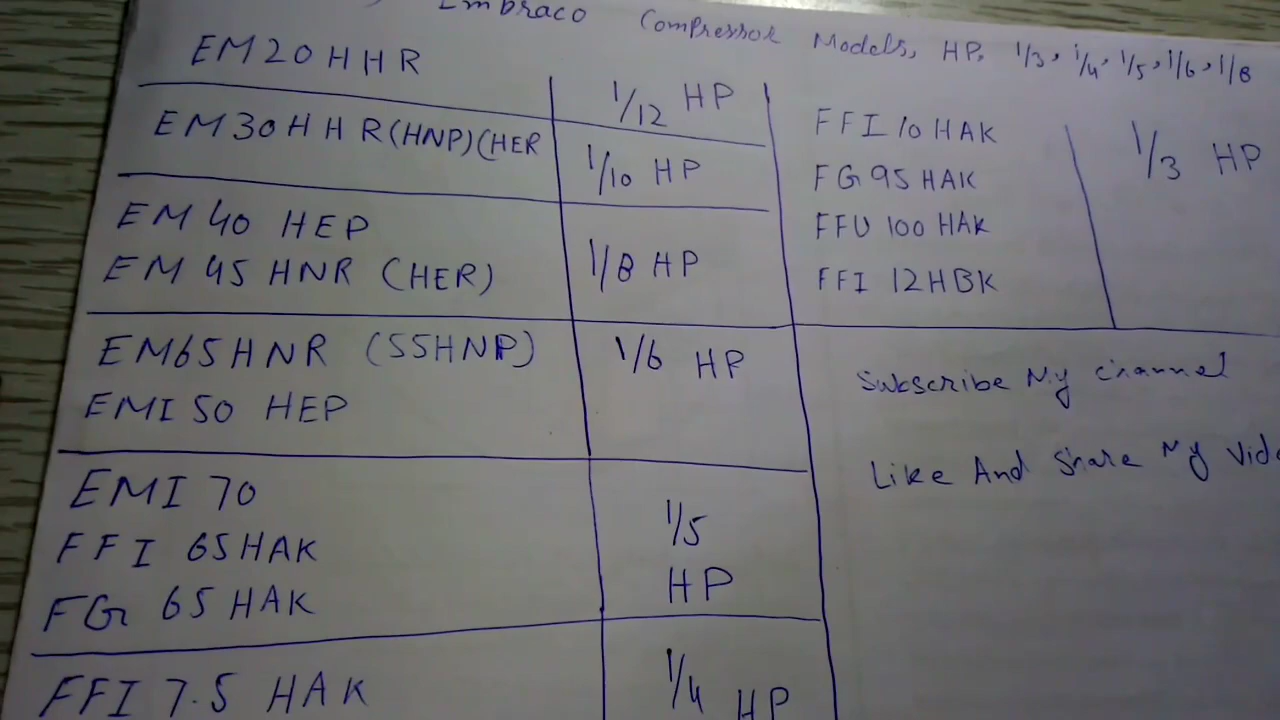 Embraco Compressor Models, HP. 1/3, 1/4, 1/5, 1/6, 1/8
EM20HHR
1/12 HP
EM30HHR(HNP)(HER
1/10 HP
EM 40 HEP
EM 45 HNR (HER)
1/8 HP
EM65HNR (55HNP)
EMI 50 HEP
1/6 HP
EMI 70
FFI 65HAK
FG 65 HAK
1/5
HP
FFI 7.5 HAK
1/4 HP
FFI 10 HAK
FG 95 HAK
FFU 100 HAK
FFI 12HBK
1/3 HP
Subscribe My channel
Like And Share My Vide